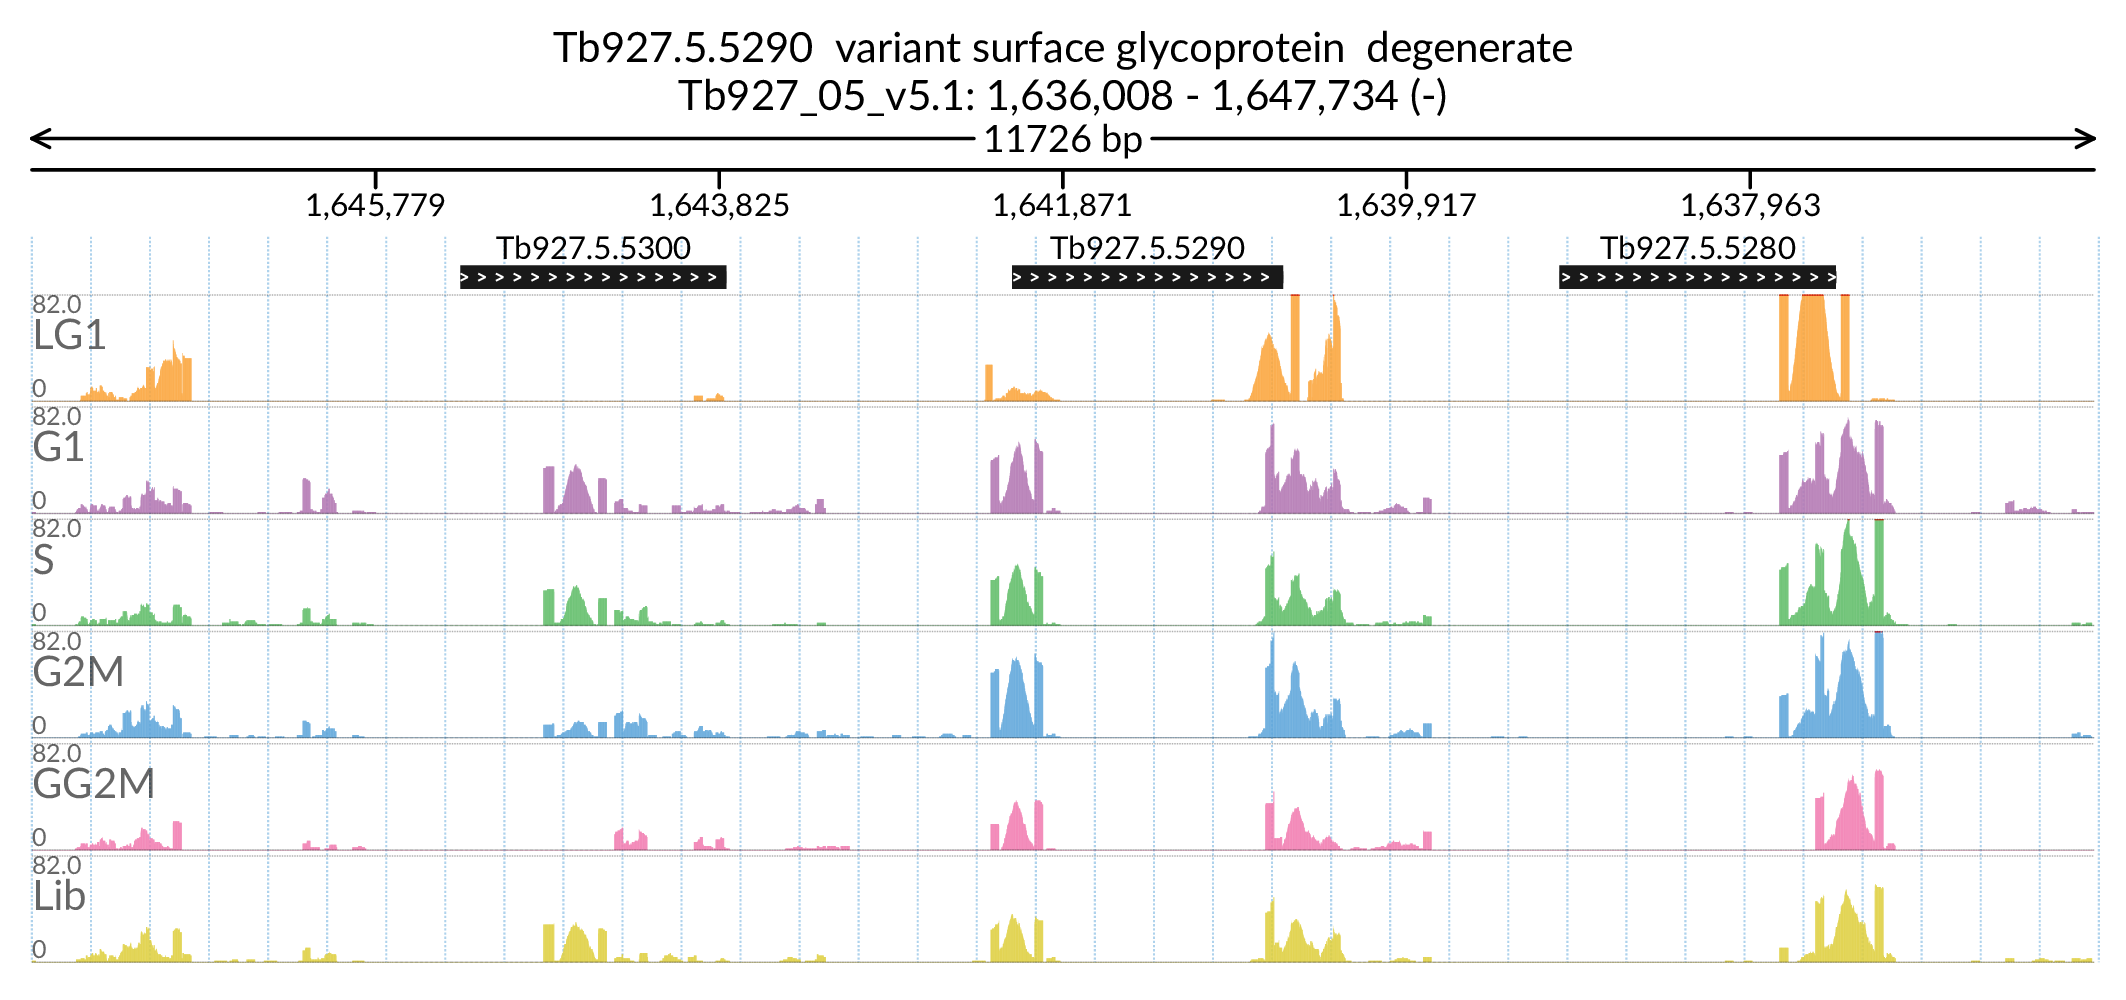 Tb927.5.5290 variant surface glycoprotein degenerate
Tb927_05_v5.1: 1,636,008 - 1,647,734 (-)
11726 bp
1,645,779 1,643,825 1,641,871 1,639,917 1,637,963
Tb927.5.5300 Tb927.5.5290 Tb927.5.5280
82.0
LG1
0
82.0
G1
0
82.0
S
0
82.0
G2M
0
82.0
GG2M
0
82.0
Lib
0